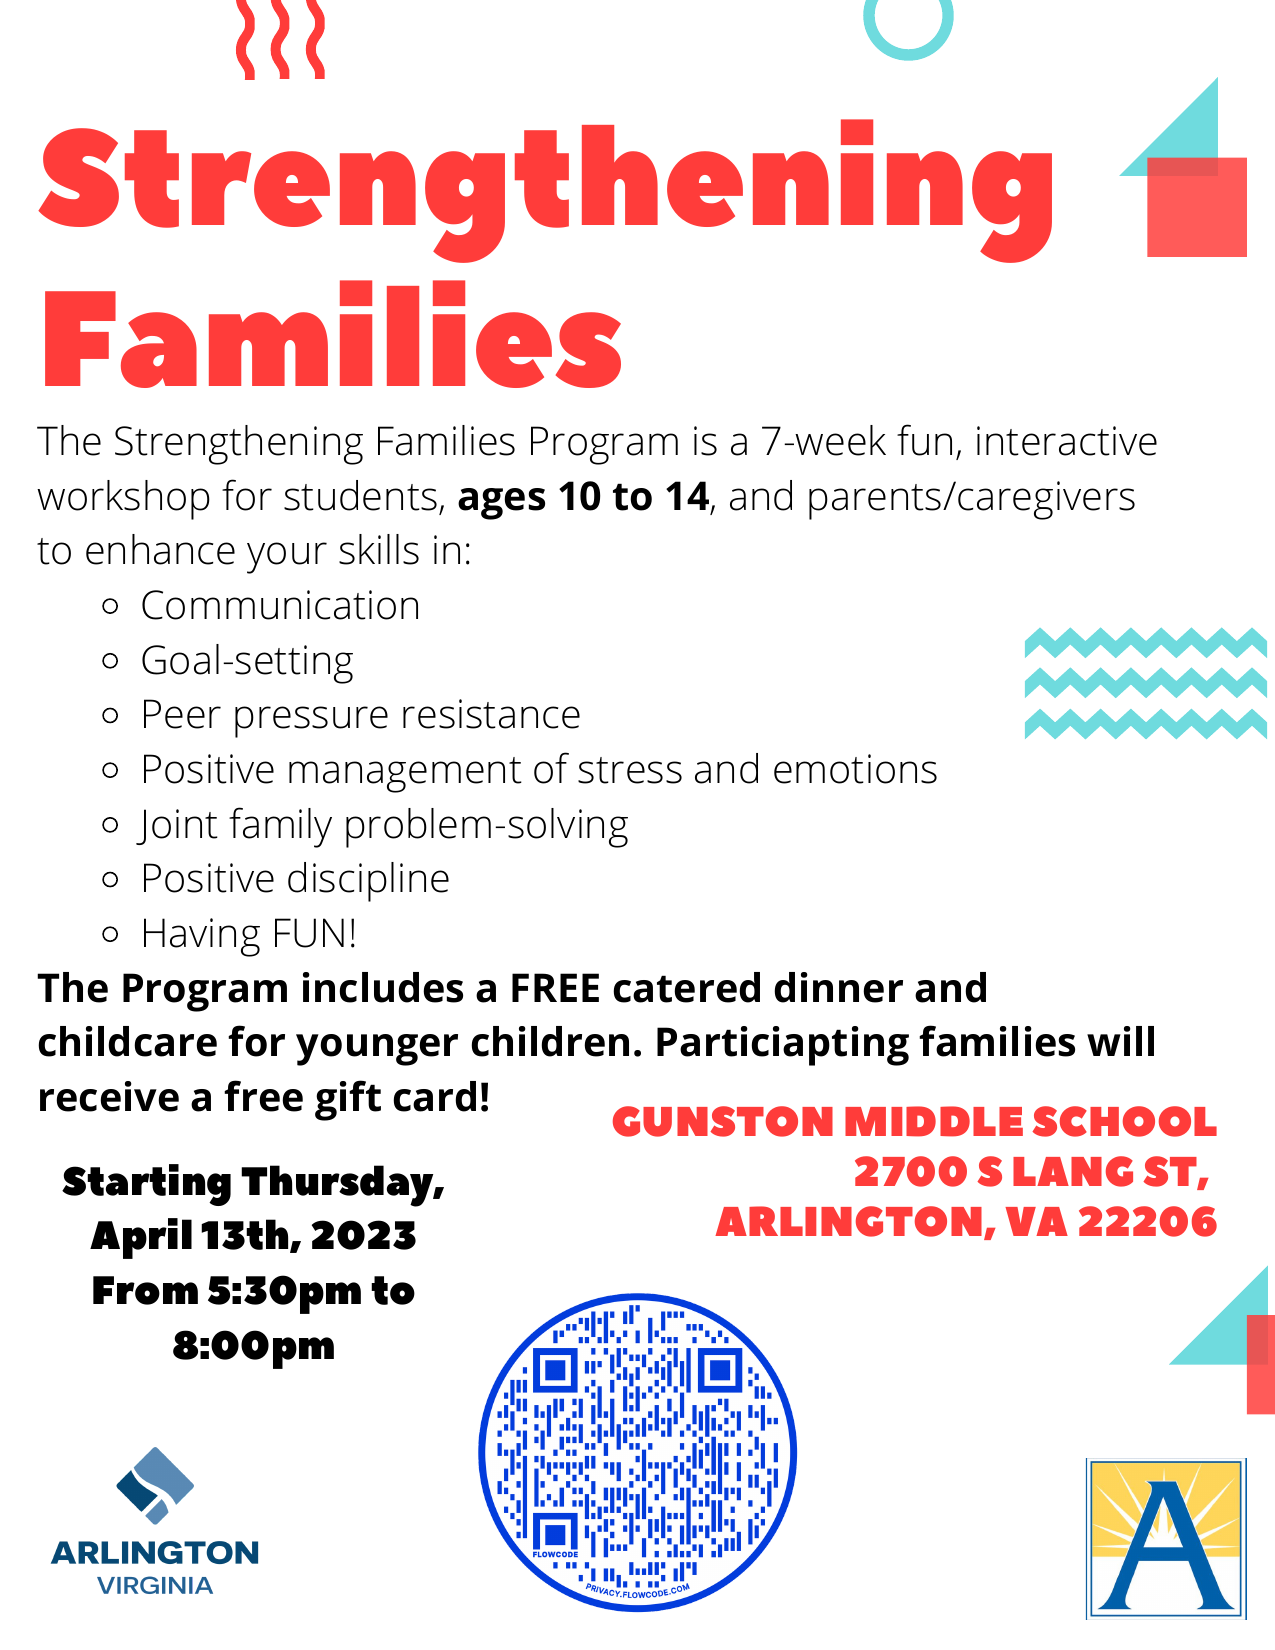 Strengthening
Families
The Strengthening Families Program is a 7-week fun, interactive
workshop for students, ages 10 to 14, and parents/caregivers
to enhance your skills in:
Communication
Goal-setting
Peer pressure resistance
Positive management of stress and emotions
Joint family problem-solving
Positive discipline
Having FUN!
The Program includes a FREE catered dinner and
childcare for younger children. Particiapting families will
receive a free gift card!
GUNSTON MIDDLE SCHOOL
2700 S LANG ST,
ARLINGTON, VA 22206
Starting Thursday,
April 13th, 2023
From 5:30pm to
8:00pm
FLOWCODE
PRIVACY.FLOWCODE.COM
ARLINGTON
VIRGINIA
A